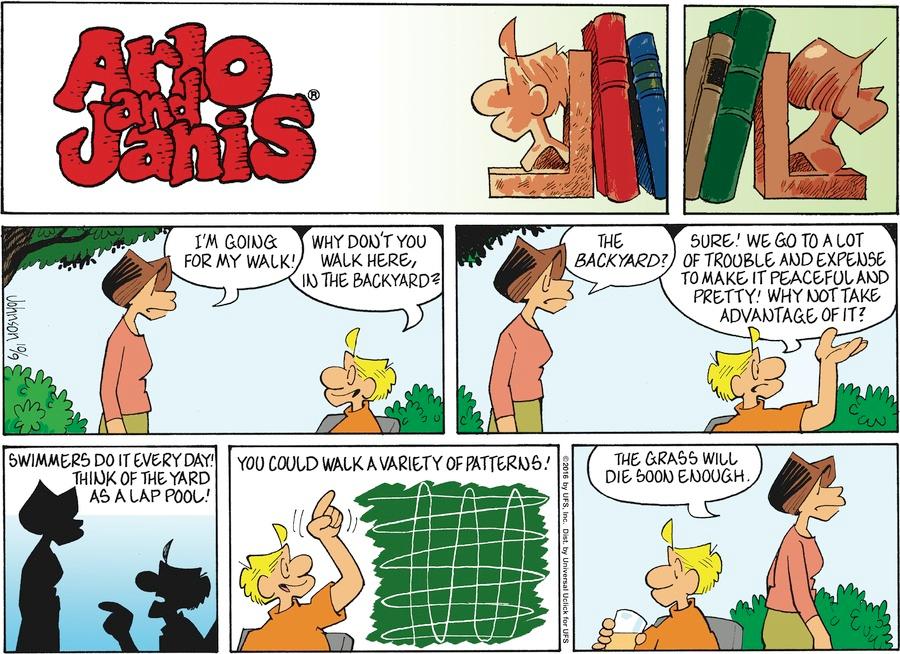 Arlo
and
Janis®
I'M GOING
FOR MY WALK!
WHY DON'T YOU
WALK HERE,
IN THE BACKYARD?
Johnson 10/9
THE
BACKYARD?
SURE! WE GO TO A LOT
OF TROUBLE AND EXPENSE
TO MAKE IT PEACEFUL AND
PRETTY! WHY NOT TAKE
ADVANTAGE OF IT?
SWIMMERS DO IT EVERY DAY!
THINK OF THE YARD
AS A LAP POOL!
YOU COULD WALK A VARIETY OF PATTERNS!
©2016 by UFS, Inc. Dist. by Universal Uclick for UFS
THE GRASS WILL
DIE SOON ENOUGH.